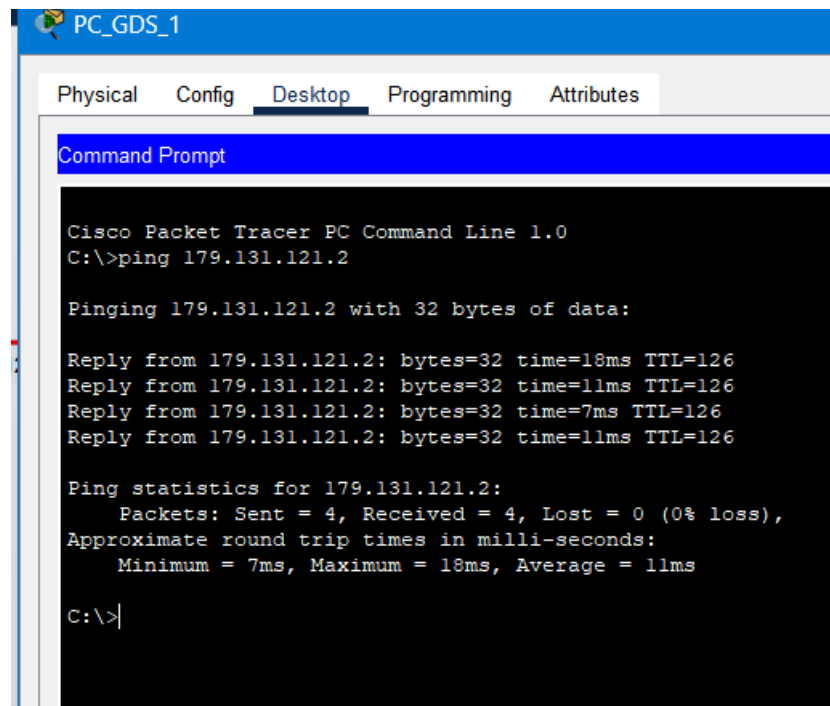 PC_GDS_1
Physical Config Desktop Programming Attributes
Command Prompt
Cisco Packet Tracer PC Command Line 1.0
C:\>ping 179.131.121.2
Pinging 179.131.121.2 with 32 bytes of data:
Reply from 179.131.121.2: bytes=32 time=18ms TTL=126
Reply from 179.131.121.2: bytes=32 time=11ms TTL=126
Reply from 179.131.121.2: bytes=32 time=7ms TTL=126
Reply from 179.131.121.2: bytes=32 time=11ms TTL=126
Ping statistics for 179.131.121.2:
Packets: Sent = 4, Received = 4, Lost = 0 (0% loss),
Approximate round trip times in milli-seconds:
Minimum = 7ms, Maximum = 18ms, Average = 11ms
C:\>